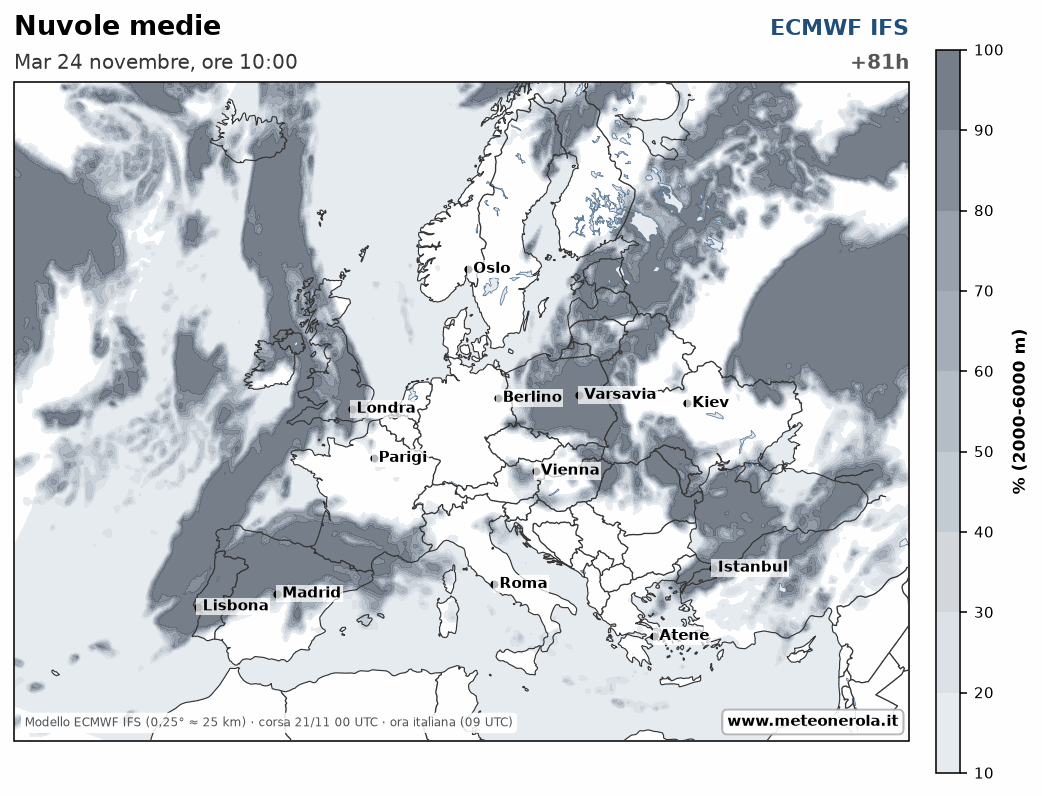 Nuvole medie
ECMWF IFS
Mar 24 novembre, ore 10:00
+81h
100
90
80
70
60
50
40
30
20
10
% (2000-6000 m)
Oslo
Berlino
Varsavia
Kiev
Londra
Parigi
Vienna
Istanbul
Roma
Madrid
Lisbona
Atene
Modello ECMWF IFS (0,25° ≈ 25 km) · corsa 21/11 00 UTC · ora italiana (09 UTC)
www.meteonerola.it